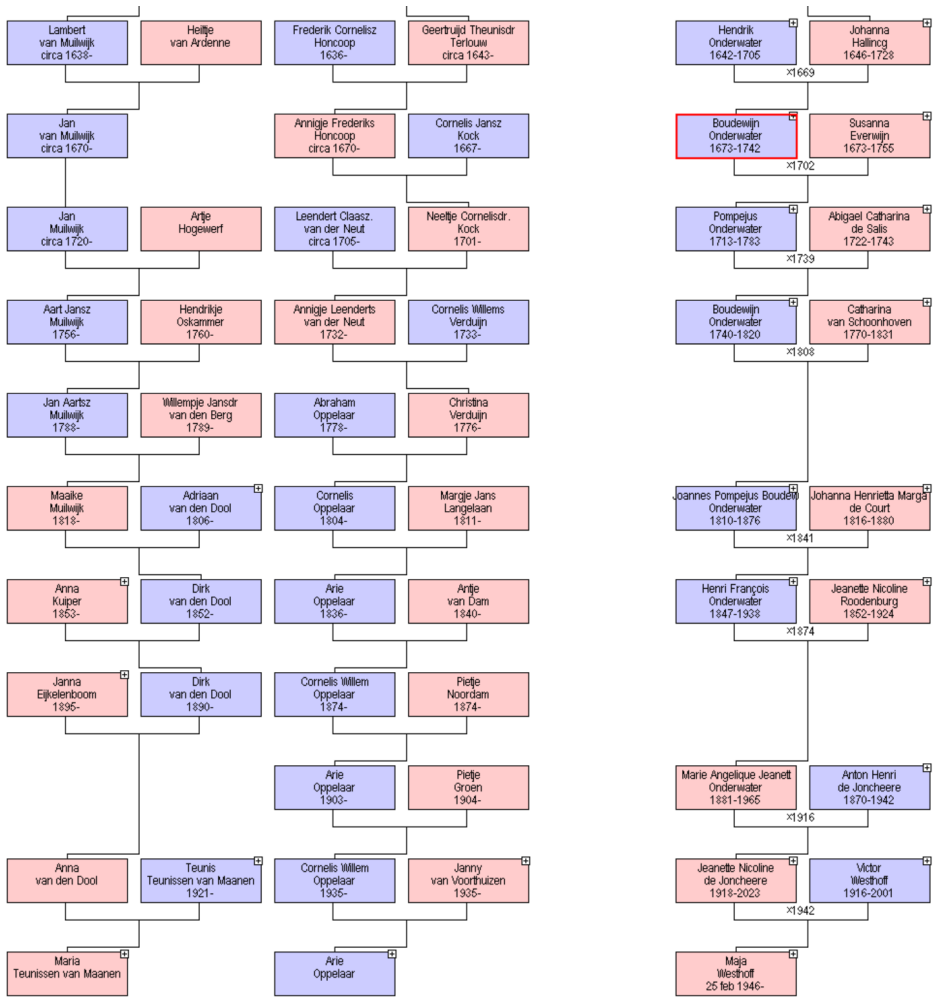 Lambert
van Muilwijk
circa 1638-
Heiltje
van Ardenne
Frederik Cornelisz
Honcoop
1636-
Geertruijd Theunisdr
Terlouw
circa 1643-
Hendrik
Onderwater
1642-1705
Johanna
Hallincg
1646-1728
x1669
Jan
van Muilwijk
circa 1670-
Annigje Frederiks
Honcoop
circa 1670-
Cornelis Jansz
Kock
1667-
Boudewijn
Onderwater
1673-1742
Susanna
Everwijn
1673-1755
x1702
Jan
Muilwijk
circa 1720-
Artje
Hogewerf
Leendert Claasz.
van der Neut
circa 1705-
Neeltje Cornelisdr.
Kock
1701-
Pompejus
Onderwater
1713-1783
Abigael Catharina
de Salis
1722-1743
x1739
Aart Jansz
Muilwijk
1756-
Hendrikje
Oskammer
1760-
Annigje Leenderts
van der Neut
1732-
Cornelis Willems
Verduijn
1733-
Boudewijn
Onderwater
1740-1820
Catharina
van Schoonhoven
1770-1831
x1808
Jan Aartsz
Muilwijk
1788-
Willempje Jansdr
van den Berg
1789-
Abraham
Oppelaar
1778-
Christina
Verduijn
1776-
Maaike
Muilwijk
1818-
Adriaan
van den Dool
1806-
Cornelis
Oppelaar
1804-
Margje Jans
Langelaan
1811-
Joannes Pompejus Boudew
Onderwater
1810-1876
Johanna Henrietta Marga
de Court
1816-1880
x1841
Anna
Kuiper
1853-
Dirk
van den Dool
1852-
Arie
Oppelaar
1836-
Antje
van Dam
1840-
Henri François
Onderwater
1847-1938
Jeanette Nicoline
Roodenburg
1852-1924
x1874
Janna
Eijkelenboom
1895-
Dirk
van den Dool
1890-
Cornelis Willem
Oppelaar
1874-
Pietje
Noordam
1874-
Arie
Oppelaar
1903-
Pietje
Groen
1904-
Marie Angelique Jeanett
Onderwater
1881-1965
Anton Henri
de Joncheere
1870-1942
x1916
Anna
van den Dool
Teunis
Teunissen van Maanen
1921-
Cornelis Willem
Oppelaar
1935-
Janny
van Voorthuizen
1935-
Jeanette Nicoline
de Joncheere
1918-2023
Victor
Westhoff
1916-2001
x1942
Maria
Teunissen van Maanen
Arie
Oppelaar
Maja
Westhoff
25 feb 1946-